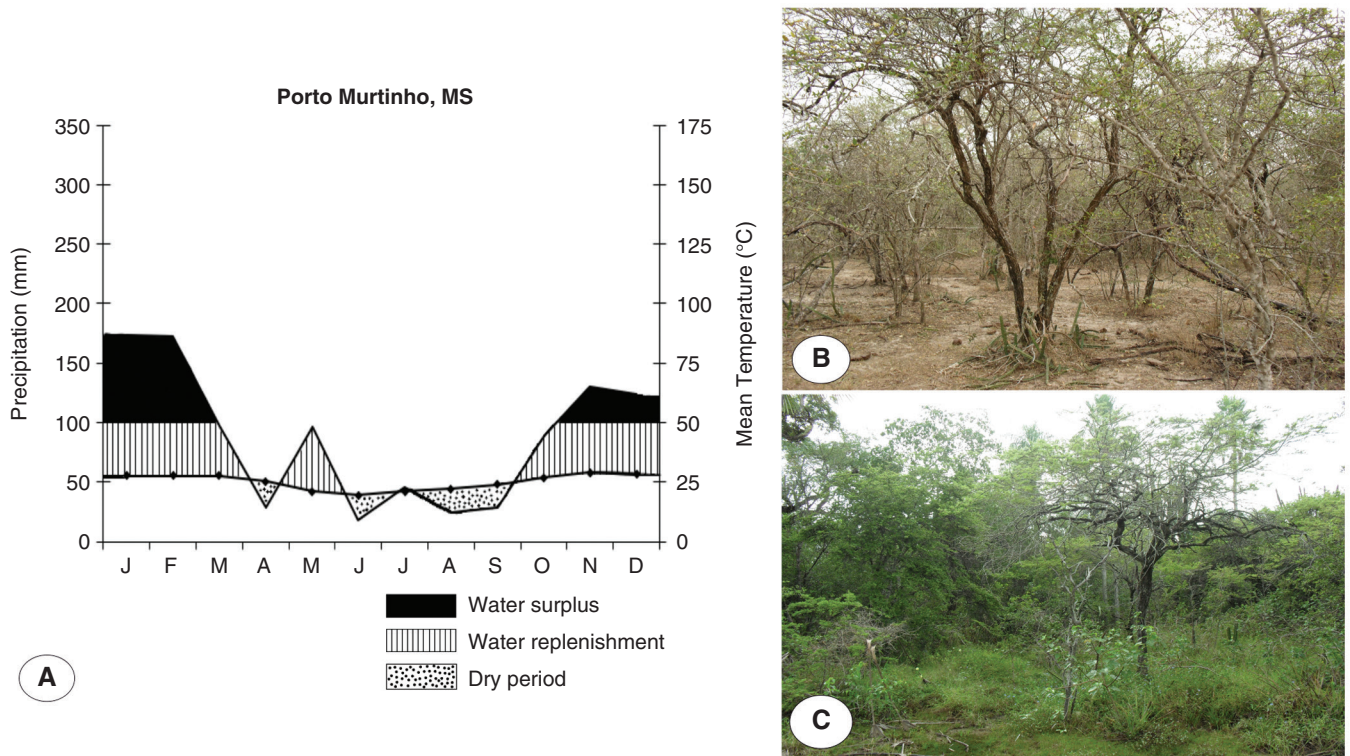 Porto Murtinho, MS
Precipitation (mm)
350
300
250
200
150
100
50
0
175
150
125
100
75
50
25
0
Mean Temperature (°C)
J F M A M J J A S O N D
Water surplus
Water replenishment
Dry period
A
B
C